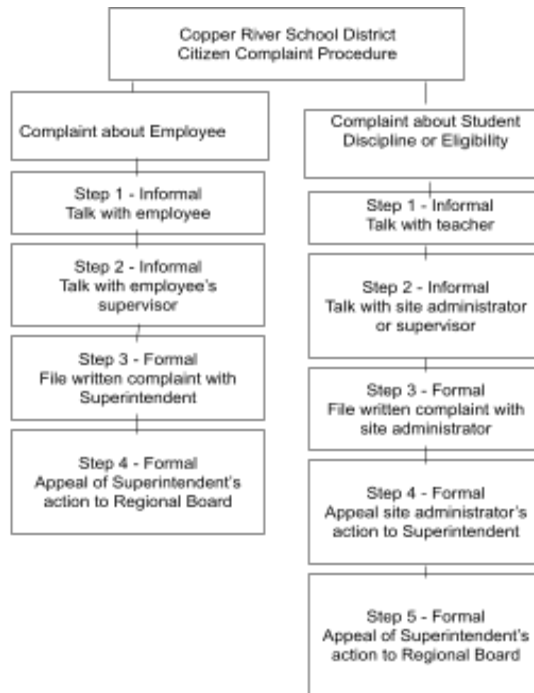 Copper River School District
Citizen Complaint Procedure
Complaint about Employee
Step 1 - Informal
Talk with employee
Step 2 - Informal
Talk with employee's
supervisor
Step 3 - Formal
File written complaint with
Superintendent
Step 4 - Formal
Appeal of Superintendent's
action to Regional Board
Complaint about Student
Discipline or Eligibility
Step 1 - Informal
Talk with teacher
Step 2 - Informal
Talk with site administrator
or supervisor
Step 3 - Formal
File written complaint with
site administrator
Step 4 - Formal
Appeal site administrator's
action to Superintendent
Step 5 - Formal
Appeal of Superintendent's
action to Regional Board